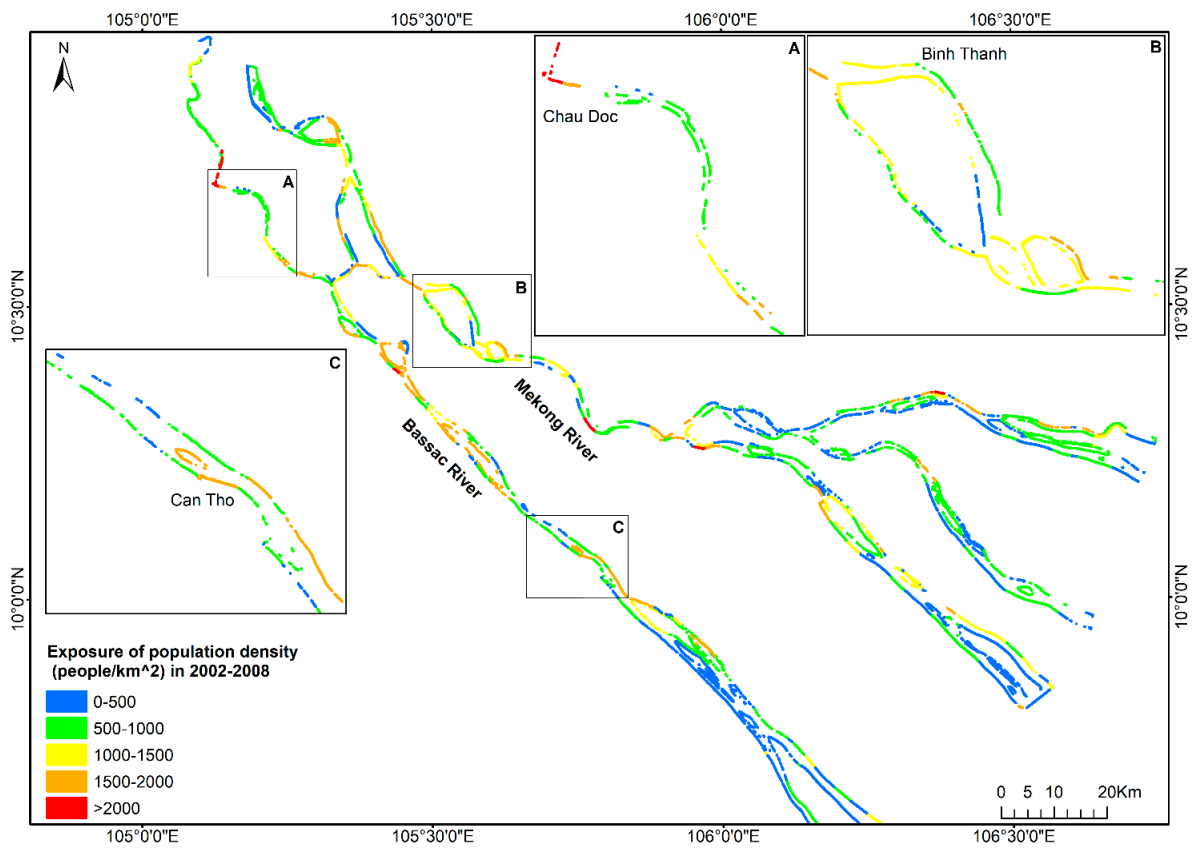 105°0'0"E
105°30'0"E
106°0'0"E
106°30'0"E
N
A
B
Binh Thanh
Chau Doc
A
10°30'0"N
10°30'0"N
B
C
Mekong River
Bassac River
Can Tho
C
10°0'0"N
10°0'0"N
Exposure of population density
(people/km^2) in 2002-2008
0-500
500-1000
1000-1500
1500-2000
>2000
0 5 10 20Km
105°0'0"E
105°30'0"E
106°0'0"E
106°30'0"E